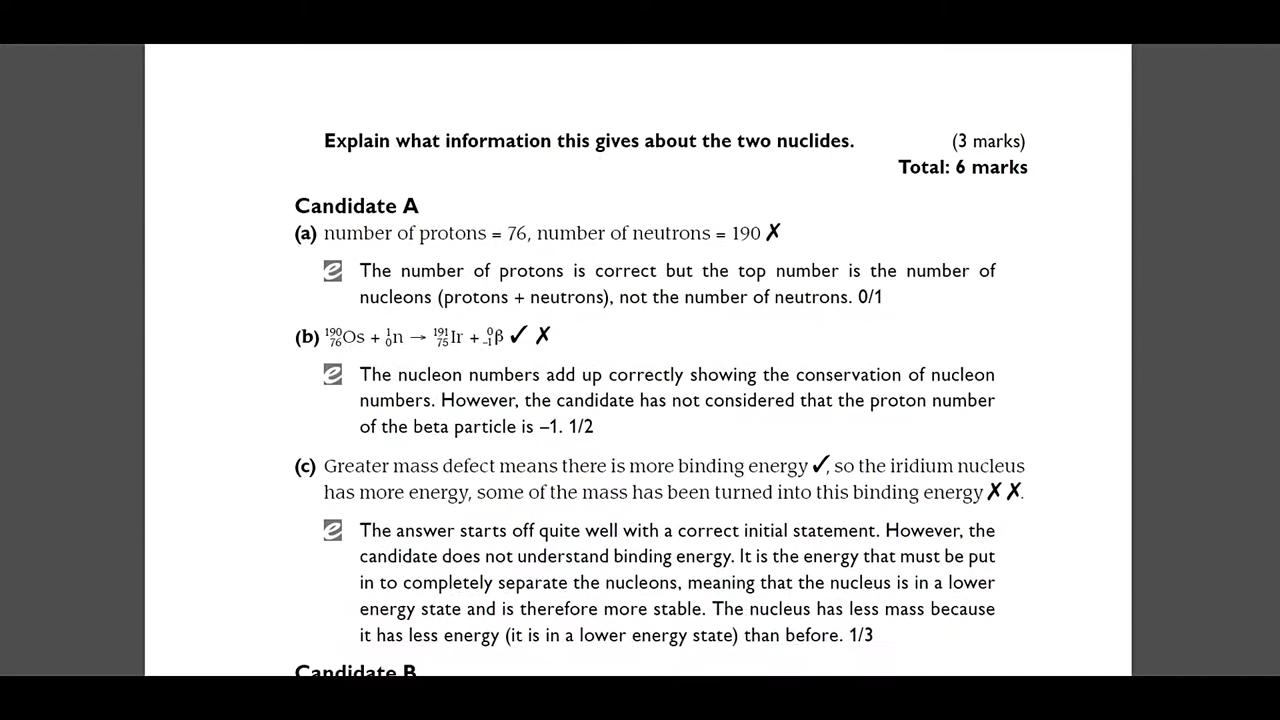 Explain what information this gives about the two nuclides. (3 marks)
Total: 6 marks
Candidate A
(a) number of protons = 76, number of neutrons = 190 ✗
e The number of protons is correct but the top number is the number of
nucleons (protons + neutrons), not the number of neutrons. 0/1
(b) ¹⁹⁰₇₆Os + ¹₀n → ¹⁹¹₇₅Ir + ⁰₋₁β ✓ ✗
e The nucleon numbers add up correctly showing the conservation of nucleon
numbers. However, the candidate has not considered that the proton number
of the beta particle is –1. 1/2
(c) Greater mass defect means there is more binding energy ✓, so the iridium nucleus
has more energy, some of the mass has been turned into this binding energy ✗ ✗.
e The answer starts off quite well with a correct initial statement. However, the
candidate does not understand binding energy. It is the energy that must be put
in to completely separate the nucleons, meaning that the nucleus is in a lower
energy state and is therefore more stable. The nucleus has less mass because
it has less energy (it is in a lower energy state) than before. 1/3
Candidate B